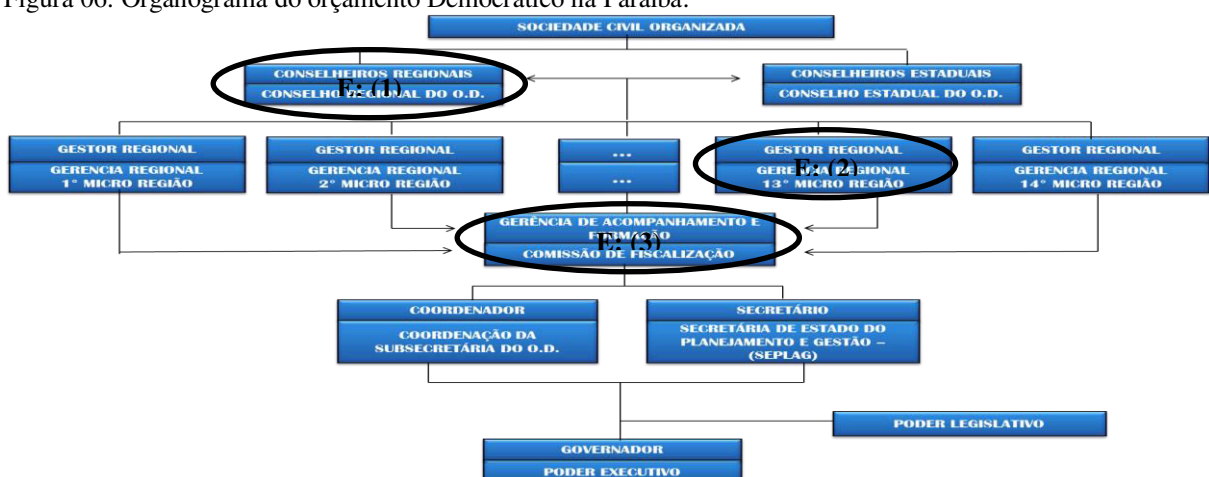 Figura 06: Organograma do orçamento Democrático na Paraíba.
SOCIEDADE CIVIL ORGANIZADA
CONSELHEIROS REGIONAIS
CONSELHO REGIONAL DO O.D.
E: (1)
CONSELHEIROS ESTADUAIS
CONSELHO ESTADUAL DO O.D.
GESTOR REGIONAL
GERENCIA REGIONAL
1° MICRO REGIÃO
GESTOR REGIONAL
GERENCIA REGIONAL
2° MICRO REGIÃO
...
...
GESTOR REGIONAL
GERENCIA REGIONAL
13° MICRO REGIÃO
E: (2)
GESTOR REGIONAL
GERENCIA REGIONAL
14° MICRO REGIÃO
GERÊNCIA DE ACOMPANHAMENTO E
FORMAÇÃO
E: (3)
COMISSÃO DE FISCALIZAÇÃO
COORDENADOR
COORDENAÇÃO DA
SUBSECRETÁRIA DO O.D.
SECRETÁRIO
SECRETÁRIA DE ESTADO DO
PLANEJAMENTO E GESTÃO –
(SEPLAG)
PODER LEGISLATIVO
GOVERNADOR
PODER EXECUTIVO